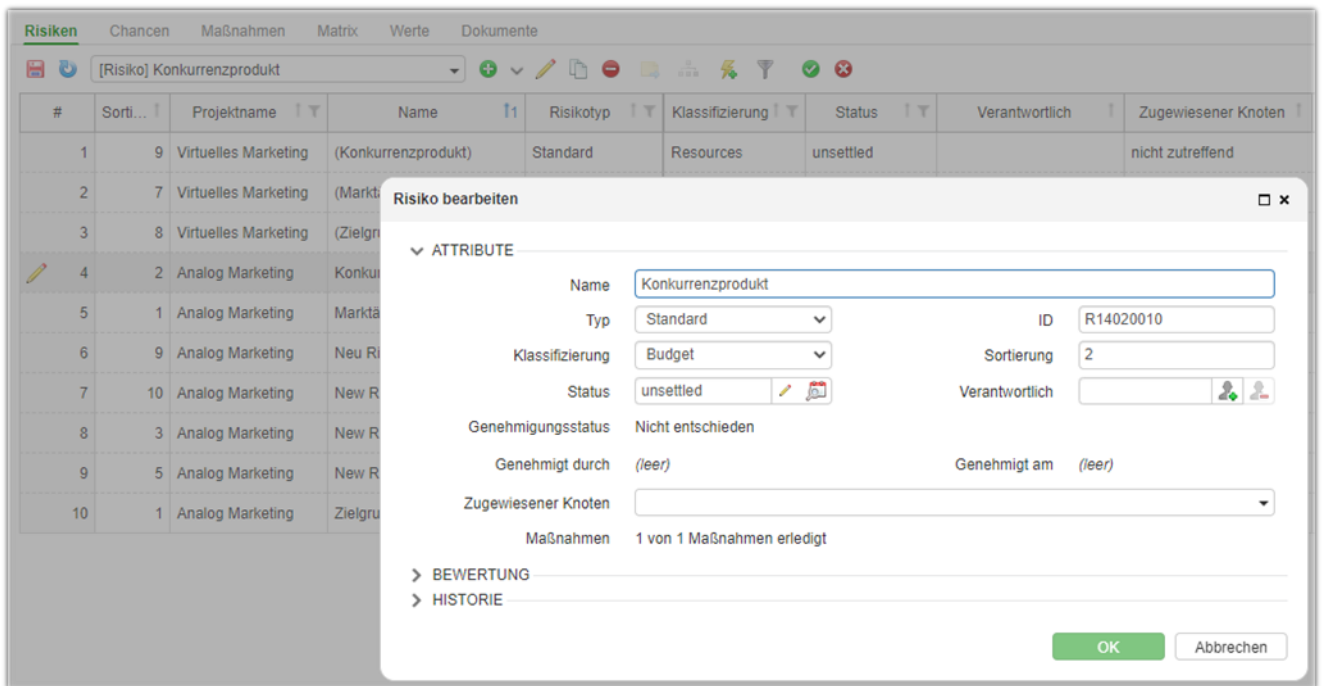 Risiken Chancen Maßnahmen Matrix Werte Dokumente
[Risiko] Konkurrenzprodukt
# Sorti... Projektname Name 1 Risikotyp Klassifizierung Status Verantwortlich Zugewiesener Knoten
1 9 Virtuelles Marketing (Konkurrenzprodukt) Standard Resources unsettled nicht zutreffend
2 7 Virtuelles Marketing
3 8 Virtuelles Marketing
4 2 Analog Marketing
5 1 Analog Marketing
6 9 Analog Marketing Neu
7 10 Analog Marketing New
8 3 Analog Marketing New
9 5 Analog Marketing New
10 1 Analog Marketing
Risiko bearbeiten
ATTRIBUTE
Name Konkurrenzprodukt
Typ Standard ID R14020010
Klassifizierung Budget Sortierung 2
Status unsettled Verantwortlich
Genehmigungsstatus Nicht entschieden
Genehmigt durch (leer) Genehmigt am (leer)
Zugewiesener Knoten
Maßnahmen 1 von 1 Maßnahmen erledigt
BEWERTUNG
HISTORIE
OK Abbrechen